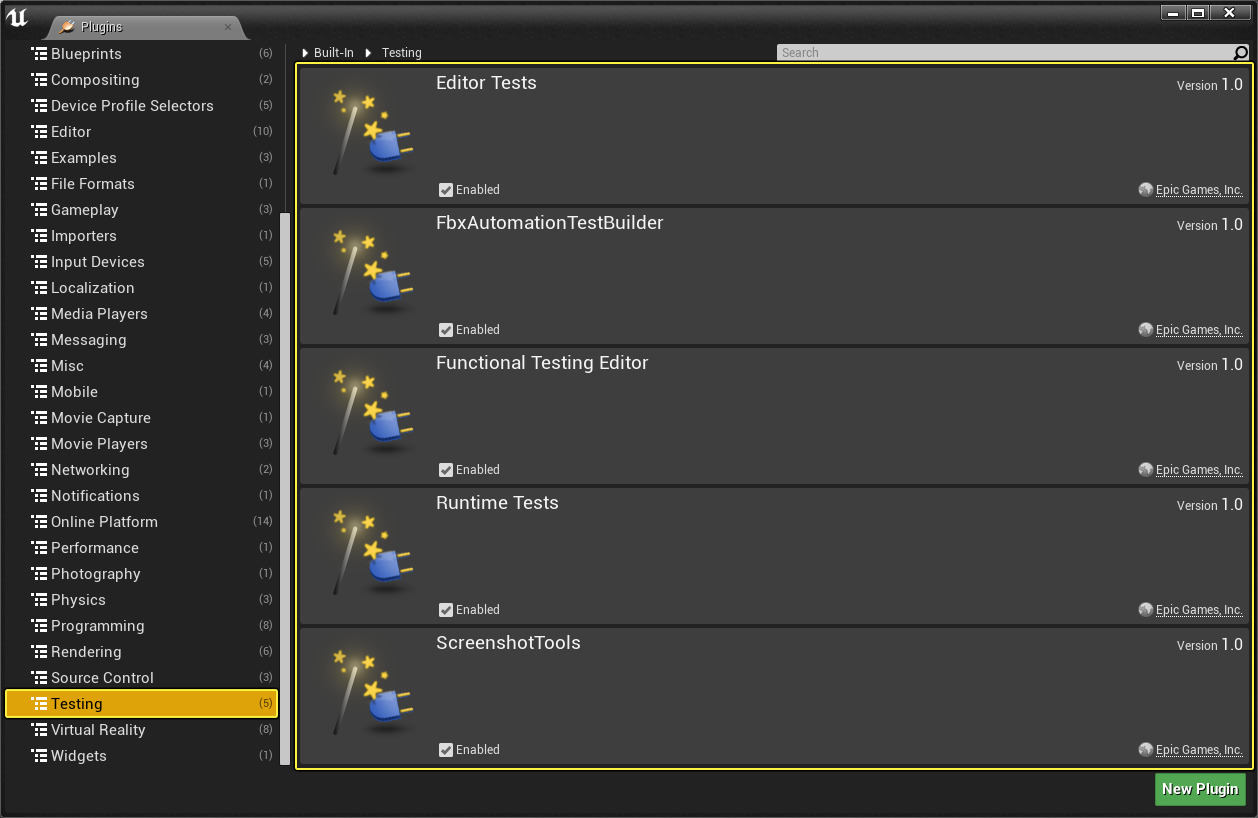 Plugins
Blueprints (6)
Compositing (2)
Device Profile Selectors (5)
Editor (10)
Examples (3)
File Formats (1)
Gameplay (3)
Importers (1)
Input Devices (5)
Localization (1)
Media Players (4)
Messaging (3)
Misc (4)
Mobile (1)
Movie Capture (1)
Movie Players (3)
Networking (2)
Notifications (1)
Online Platform (14)
Performance (1)
Photography (1)
Physics (3)
Programming (8)
Rendering (6)
Source Control (3)
Testing (5)
Virtual Reality (8)
Widgets (1)
Built-In Testing
Search
Editor Tests
Version 1.0
Enabled
Epic Games, Inc.
FbxAutomationTestBuilder
Version 1.0
Enabled
Epic Games, Inc.
Functional Testing Editor
Version 1.0
Enabled
Epic Games, Inc.
Runtime Tests
Version 1.0
Enabled
Epic Games, Inc.
ScreenshotTools
Version 1.0
Enabled
Epic Games, Inc.
New Plugin